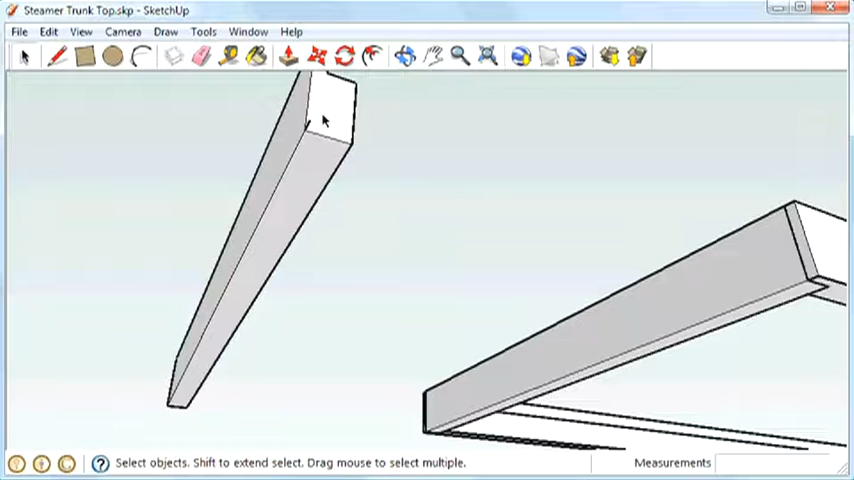 Steamer Trunk Top.skp - SketchUp
File Edit View Camera Draw Tools Window Help
Select objects. Shift to extend select. Drag mouse to select multiple. Measurements